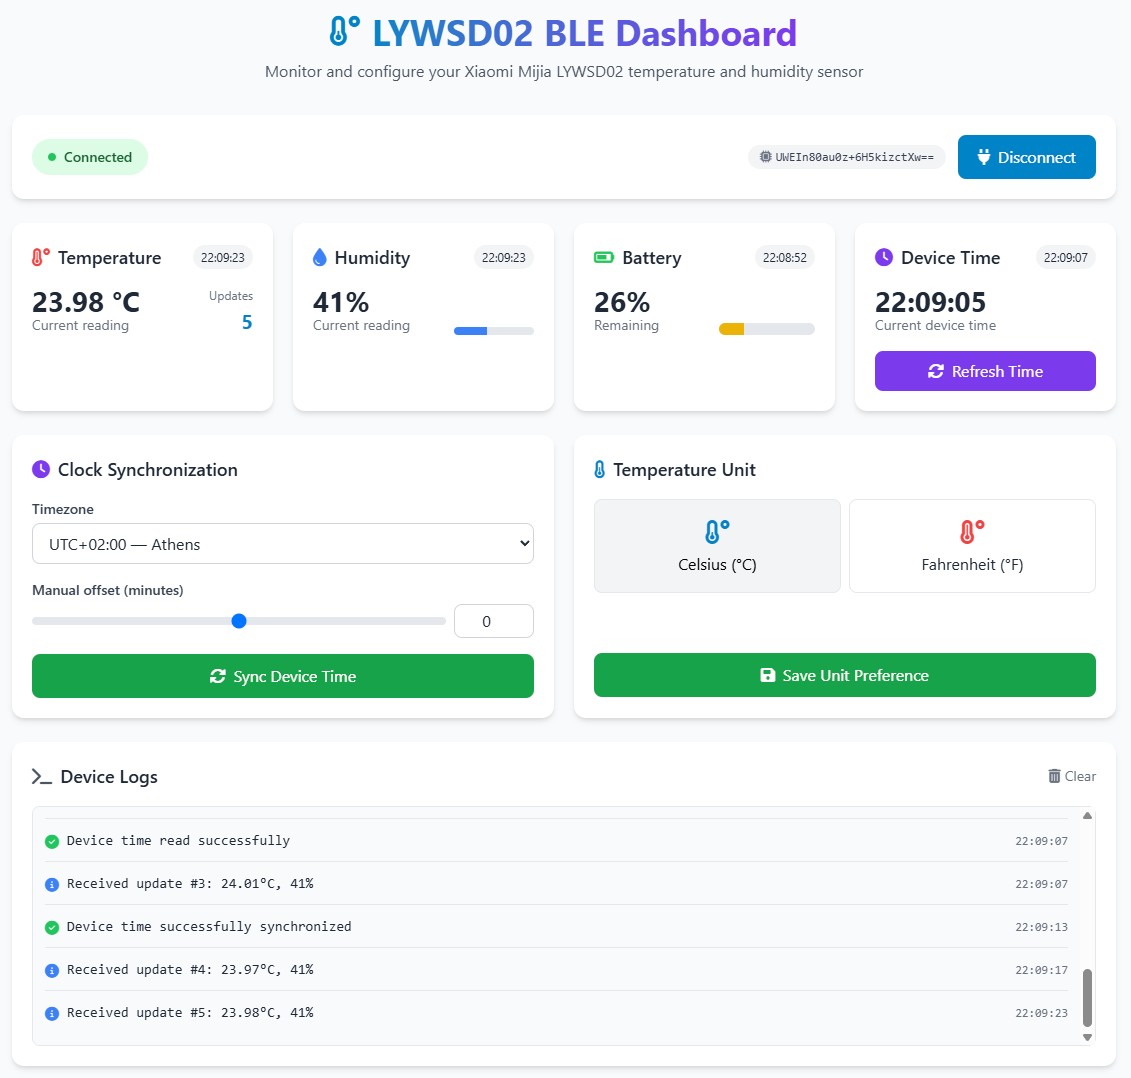 LYWSD02 BLE Dashboard
Monitor and configure your Xiaomi Mijia LYWSD02 temperature and humidity sensor
Connected
UWEIn80au0z+6H5kizctXw==
Disconnect
Temperature
22:09:23
23.98 °C
Current reading
Updates
5
Humidity
22:09:23
41%
Current reading
Battery
22:08:52
26%
Remaining
Device Time
22:09:07
22:09:05
Current device time
Refresh Time
Clock Synchronization
Timezone
UTC+02:00 — Athens
Manual offset (minutes)
0
Sync Device Time
Temperature Unit
Celsius (°C)
Fahrenheit (°F)
Save Unit Preference
Device Logs
Clear
Device time read successfully 22:09:07
Received update #3: 24.01°C, 41% 22:09:07
Device time successfully synchronized 22:09:13
Received update #4: 23.97°C, 41% 22:09:17
Received update #5: 23.98°C, 41% 22:09:23